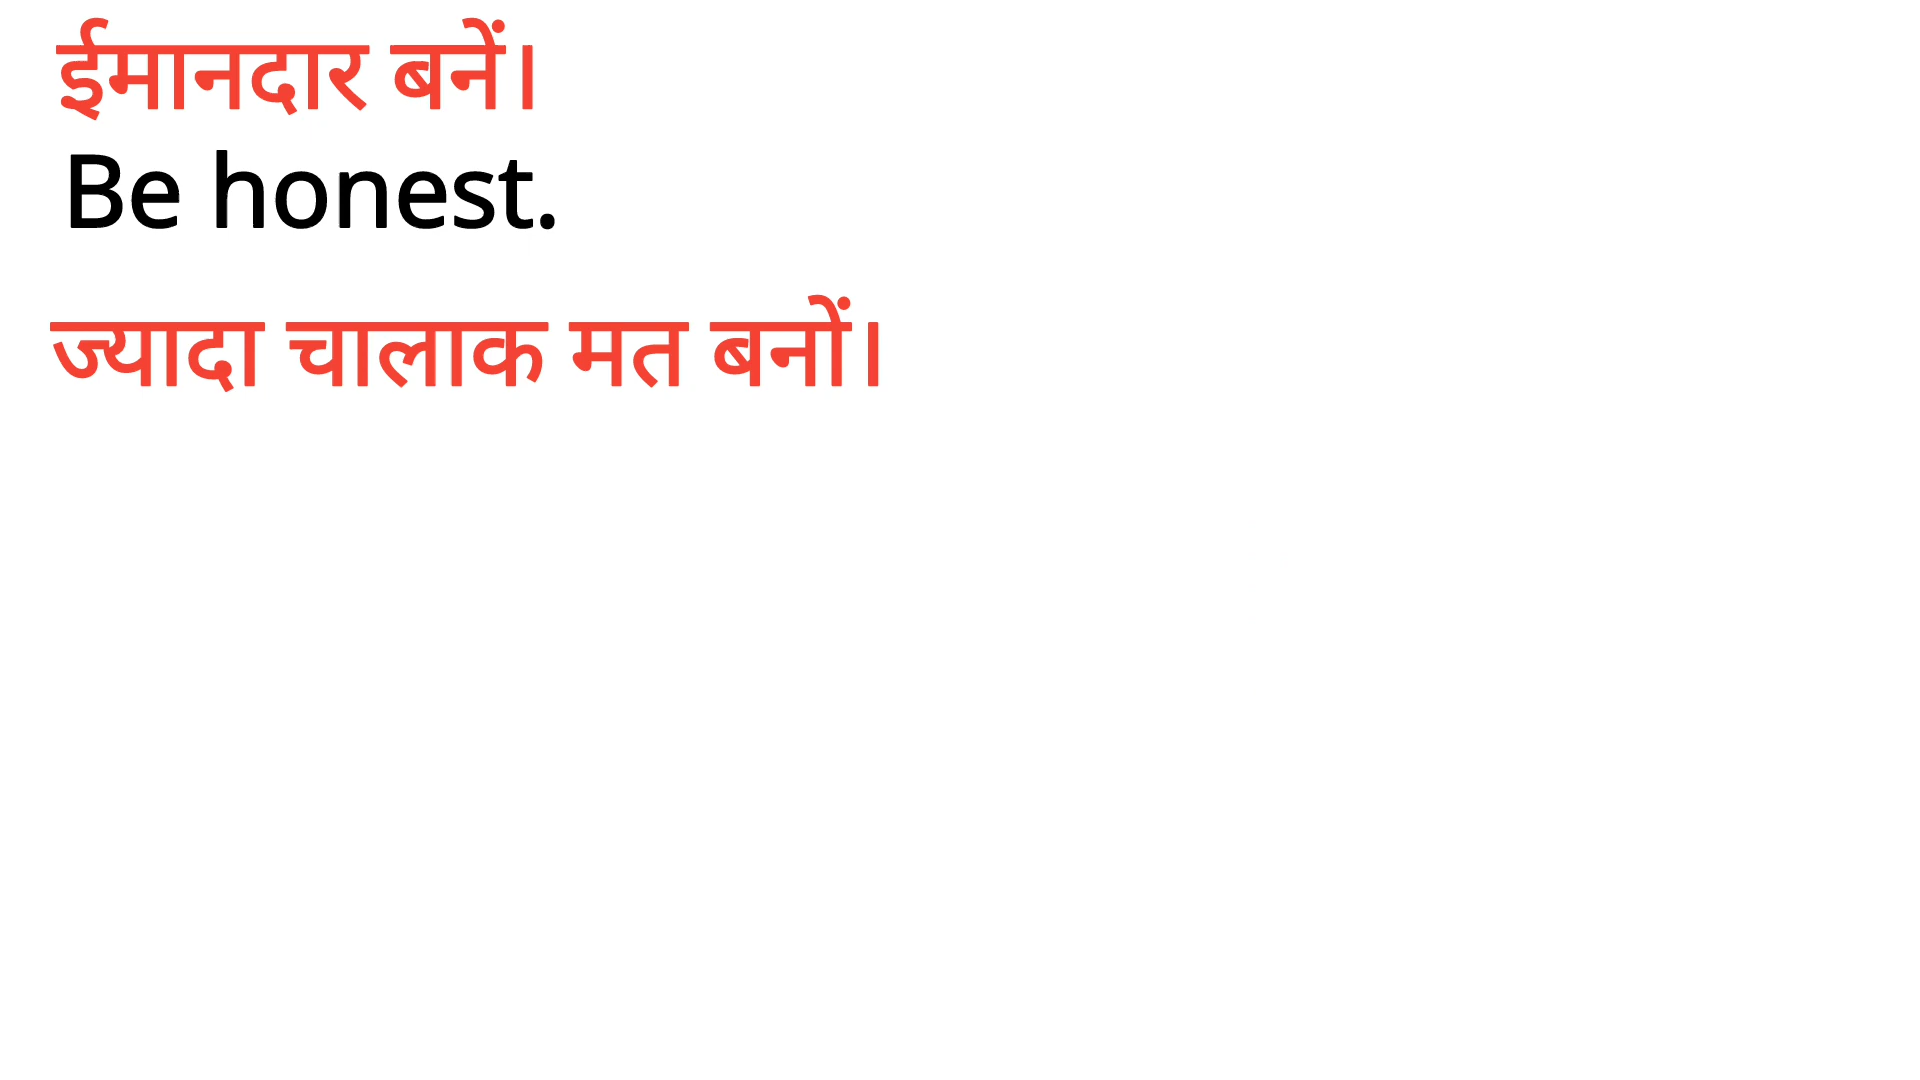 ईमानदार बनें।
Be honest.
ज्यादा चालाक मत बनों।